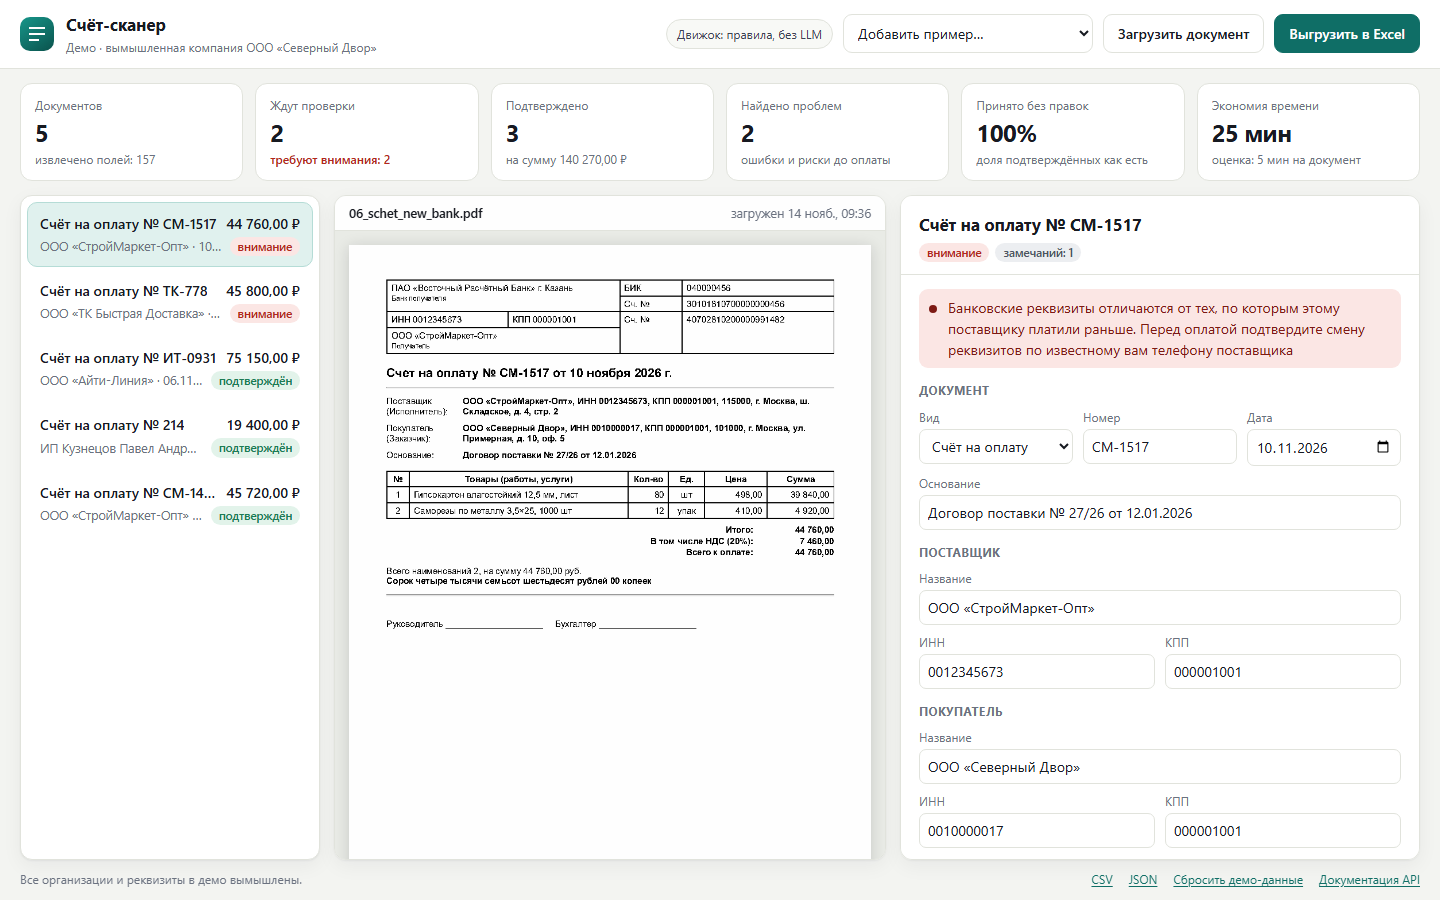 Счёт-сканер
Демо · вымышленная компания ООО «Северный Двор»
Движок: правила, без LLM
Добавить пример...
Загрузить документ
Выгрузить в Excel
Документов
5
извлечено полей: 157
Ждут проверки
2
требуют внимания: 2
Подтверждено
3
на сумму 140 270,00 ₽
Найдено проблем
2
ошибки и риски до оплаты
Принято без правок
100%
доля подтверждённых как есть
Экономия времени
25 мин
оценка: 5 мин на документ
Счёт на оплату № СМ-1517 44 760,00 ₽
ООО «СтройМаркет-Опт» · 10... внимание
Счёт на оплату № ТК-778 45 800,00 ₽
ООО «ТК Быстрая Доставка» ·... внимание
Счёт на оплату № ИТ-0931 75 150,00 ₽
ООО «Айти-Линия» · 06.11... подтверждён
Счёт на оплату № 214 19 400,00 ₽
ИП Кузнецов Павел Андр... подтверждён
Счёт на оплату № СМ-14... 45 720,00 ₽
ООО «СтройМаркет-Опт» ... подтверждён
06_schet_new_bank.pdf
загружен 14 нояб., 09:36
ПАО «Восточный Расчётный Банк» г. Казань БИК 040000456
Банк получателя Сч. № 30101810700000000456
ИНН 0012345673 КПП 000001001 Сч. № 40702810200000991482
ООО «СтройМаркет-Опт»
Получатель
Счет на оплату № СМ-1517 от 10 ноября 2026 г.
Поставщик (Исполнитель): ООО «СтройМаркет-Опт», ИНН 0012345673, КПП 000001001, 115000, г. Москва, ш.
Складское, д. 4, стр. 2
Покупатель (Заказчик): ООО «Северный Двор», ИНН 0010000017, КПП 000001001, 101000, г. Москва, ул.
Примерная, д. 10, оф. 5
Основание: Договор поставки № 27/26 от 12.01.2026
№ Товары (работы, услуги) Кол-во Ед. Цена Сумма
1 Гипсокартон влагостойкий 12,5 мм, лист 80 шт 498,00 39 840,00
2 Саморезы по металлу 3,5×25, 1000 шт 12 упак 410,00 4 920,00
Итого: 44 760,00
В том числе НДС (20%): 7 460,00
Всего к оплате: 44 760,00
Всего наименований 2, на сумму 44 760,00 руб.
Сорок четыре тысячи семьсот шестьдесят рублей 00 копеек
Руководитель Бухгалтер
Счёт на оплату № СМ-1517
внимание
замечаний: 1
Банковские реквизиты отличаются от тех, по которым этому
поставщику платили раньше. Перед оплатой подтвердите смену
реквизитов по известному вам телефону поставщика
ДОКУМЕНТ
Вид Номер Дата
Счёт на оплату СМ-1517 10.11.2026
Основание
Договор поставки № 27/26 от 12.01.2026
ПОСТАВЩИК
Название
ООО «СтройМаркет-Опт»
ИНН КПП
0012345673 000001001
ПОКУПАТЕЛЬ
Название
ООО «Северный Двор»
ИНН КПП
0010000017 000001001
Все организации и реквизиты в демо вымышлены.
CSV JSON Сбросить демо-данные Документация API